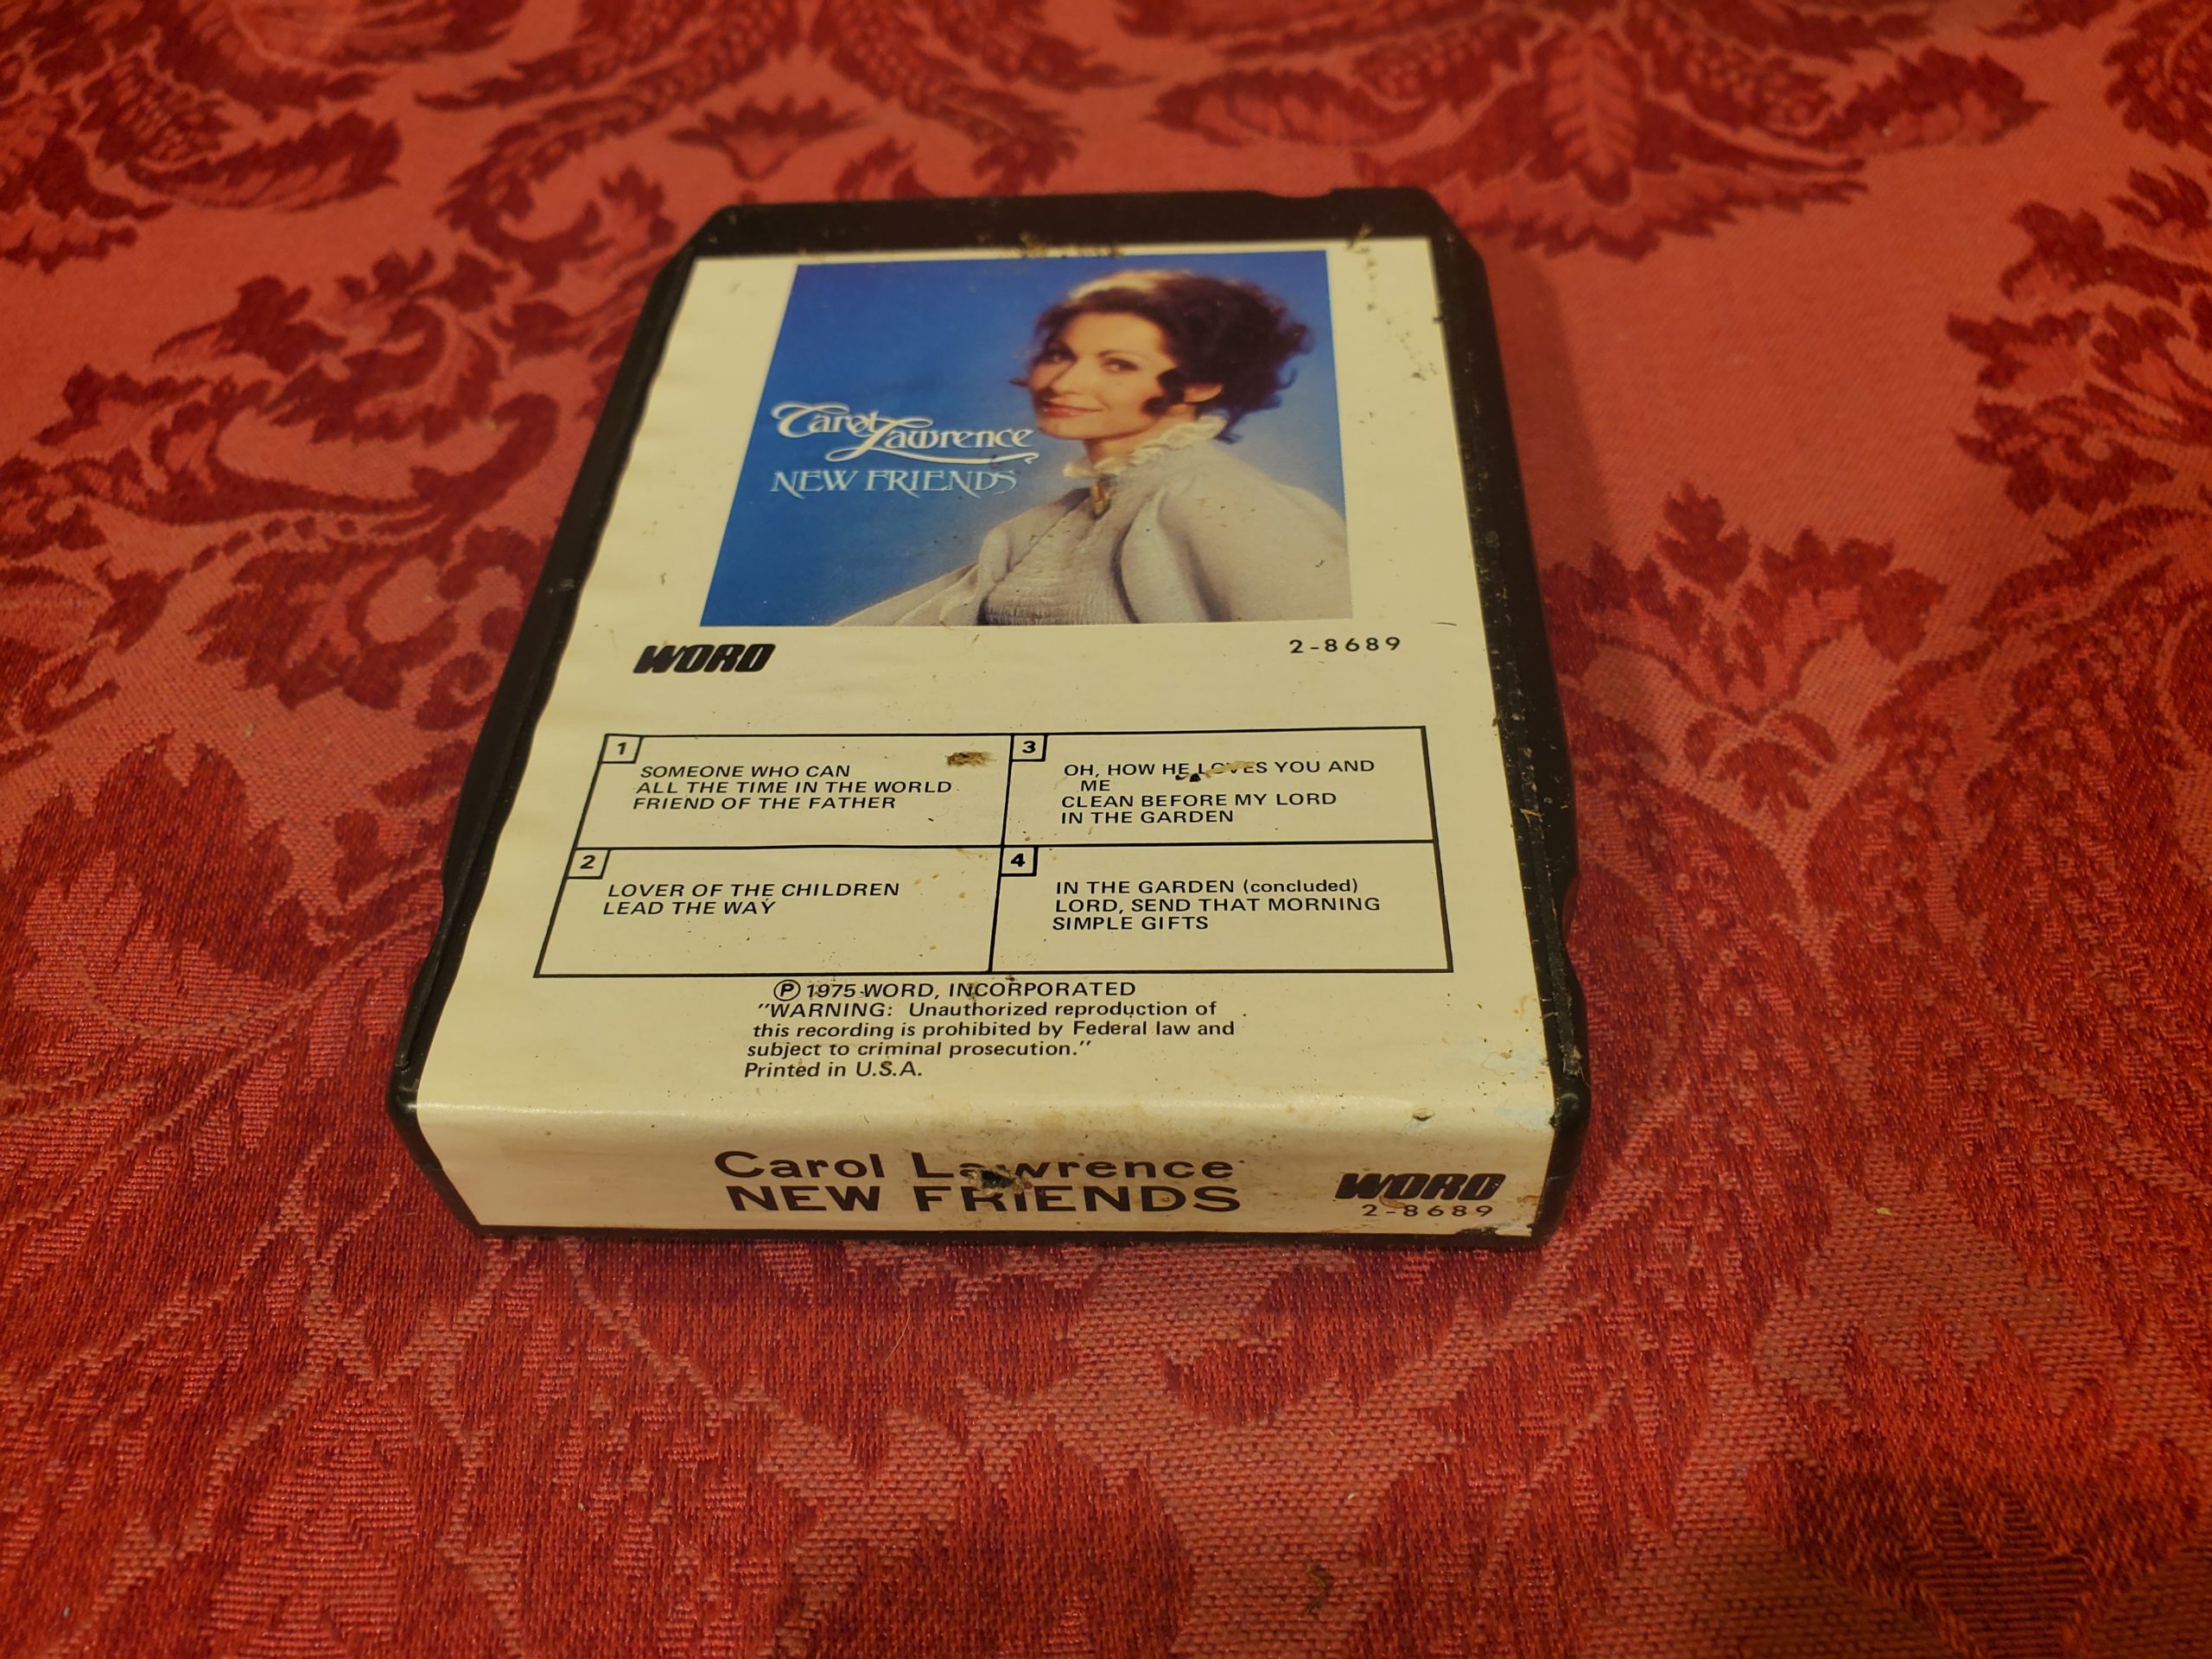 Carol Lawrence
NEW FRIENDS
WORD
2-8689
1
SOMEONE WHO CAN
ALL THE TIME IN THE WORLD
FRIEND OF THE FATHER
2
LOVER OF THE CHILDREN
LEAD THE WAY
3
OH, HOW HE LOVES YOU AND
ME
CLEAN BEFORE MY LORD
IN THE GARDEN
4
IN THE GARDEN (concluded)
LORD, SEND THAT MORNING
SIMPLE GIFTS
Ⓟ 1975 WORD, INCORPORATED
"WARNING: Unauthorized reproduction of
this recording is prohibited by Federal law and
subject to criminal prosecution."
Printed in U.S.A.
Carol Lawrence
NEW FRIENDS
WORD
2-8689